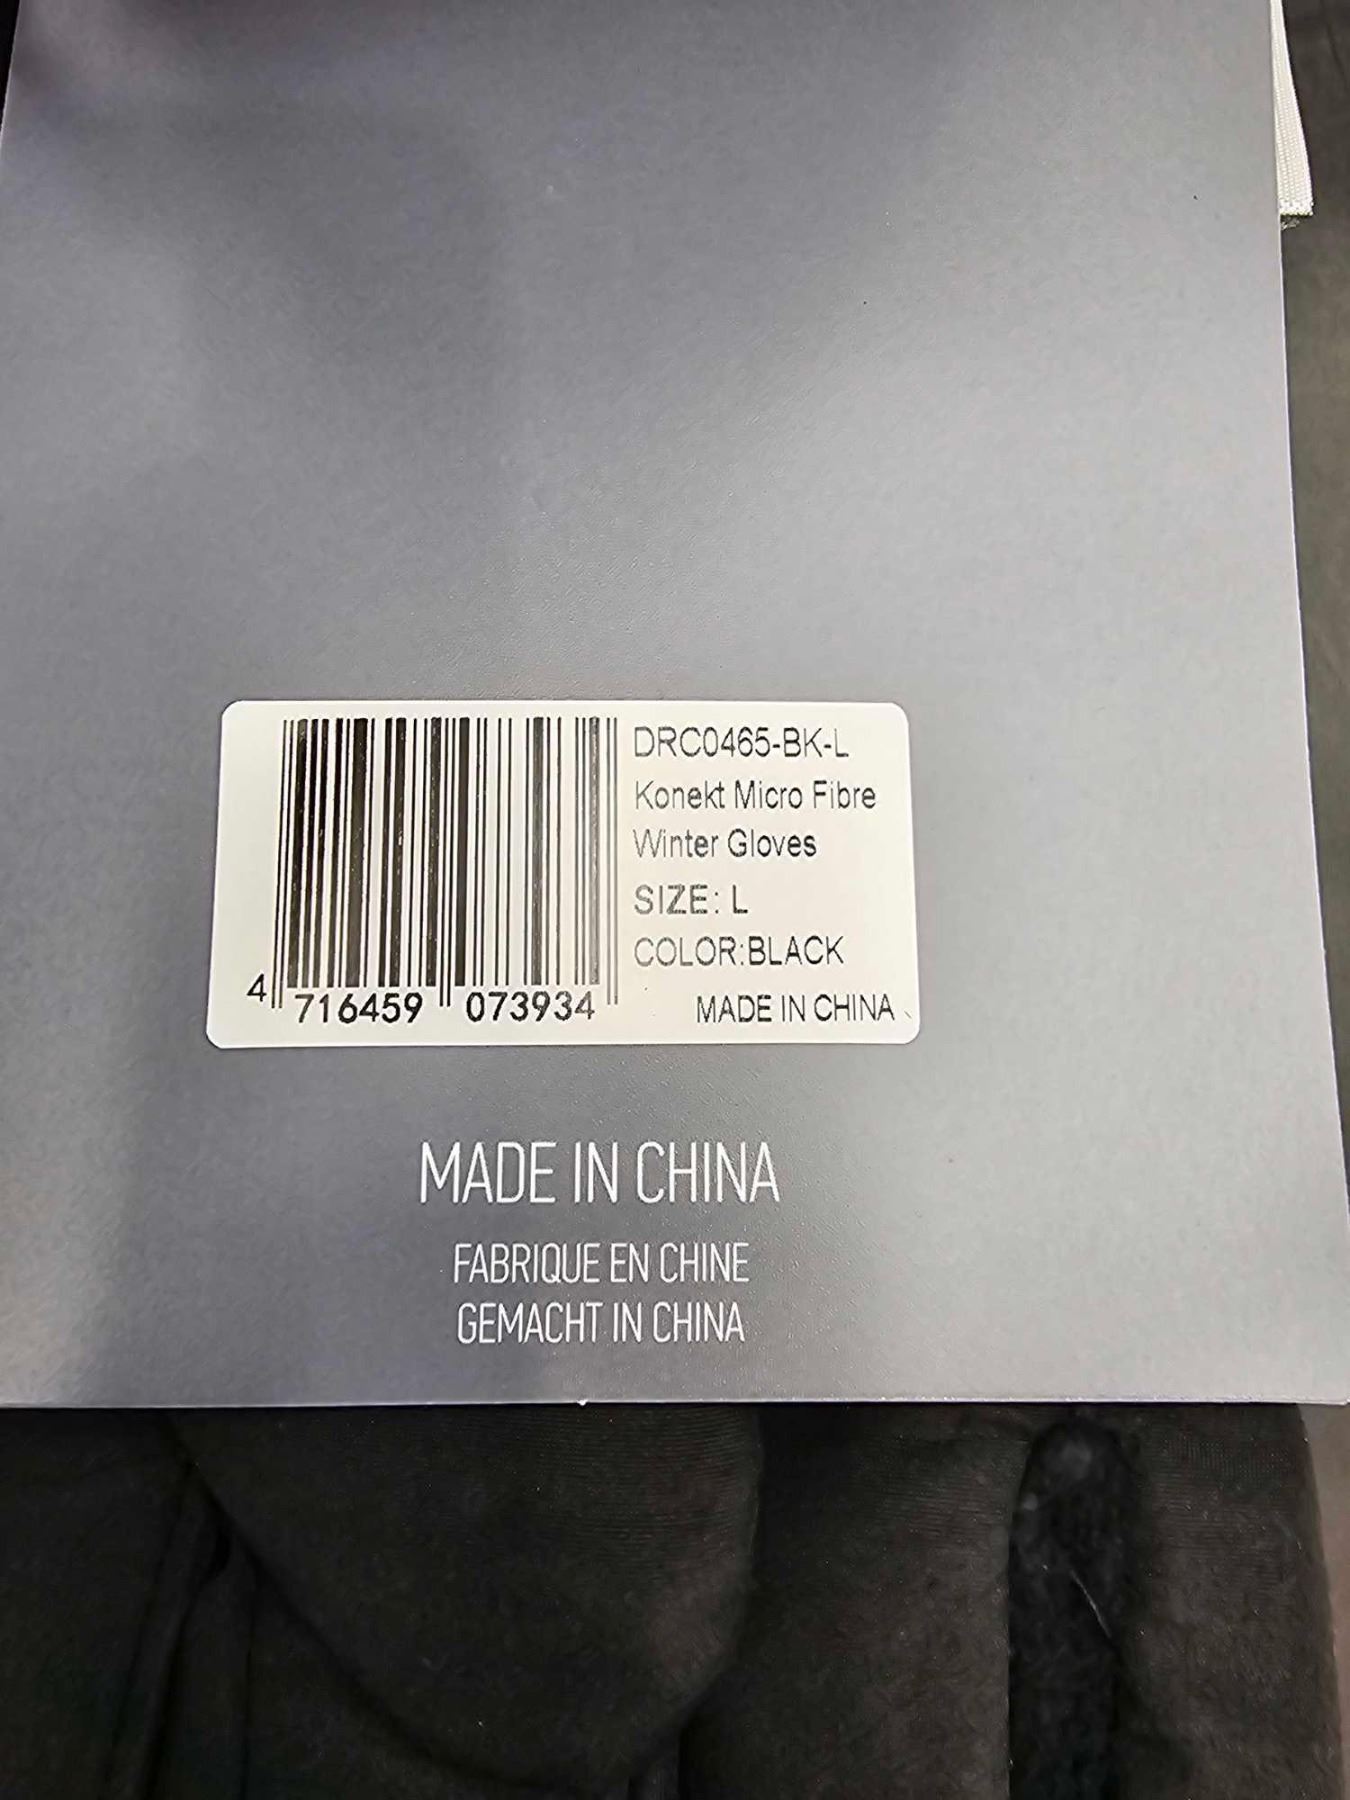 DRC0465-BK-L
Konekt Micro Fibre
Winter Gloves
SIZE: L
COLOR:BLACK
MADE IN CHINA
4 716459 073934
MADE IN CHINA
FABRIQUE EN CHINE
GEMACHT IN CHINA